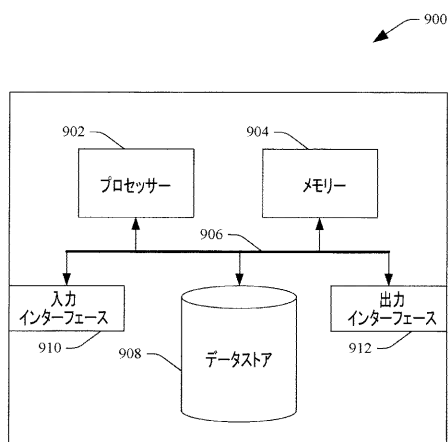 900
902
904
プロセッサー
メモリー
906
入力
インターフェース
910
908
データストア
出力
インターフェース
912